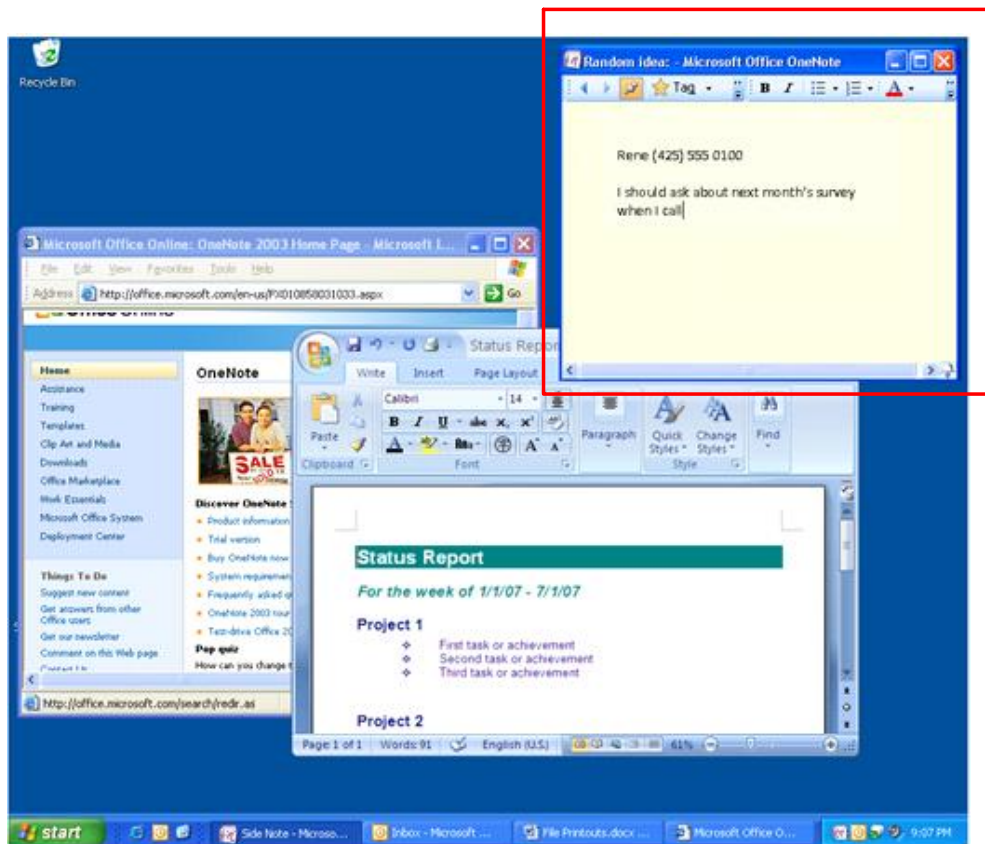 Recycle Bin
Random idea: - Microsoft Office OneNote
Tag
B I A
Rene (425) 555 0100
I should ask about next month's survey
when I call
Microsoft Office Online: OneNote 2003 Home Page - Microsoft I...
File Edit View Favorites Tools Help
Address http://office.microsoft.com/en-us/FX010858031033.aspx Go
Home
Assistance
Training
Templates
Clip Art and Media
Downloads
Office Marketplace
Work Essentials
Microsoft Office System
Deployment Center
Things To Do
Suggest new content
Get answers from other
Office users
Get our newsletter
Comment on this Web page
Contact Us
OneNote
SALE
Discover OneNote
Product information
Trial version
Buy OneNote now
System requirements
Frequently asked
OneNote 2003 tour
Test-drive Office 20
Pop quiz
How can you change
http://office.microsoft.com/search/redir.as
Status Repor
Write Insert Page Layout
Calibri 14
B I U abc x, x'
Aa
A A
Paste
Clipboard
Font
Paragraph
Quick
Styles
Change
Styles
Style
Find
Status Report
For the week of 1/1/07 - 7/1/07
Project 1
First task or achievement
Second task or achievement
Third task or achievement
Project 2
Page: 1 of 1 Words: 91 English (U.S.) 61%
start Side Note - Microso... Inbox - Microsoft ... File Printouts.docx ... Microsoft Office O... 9:07 PM